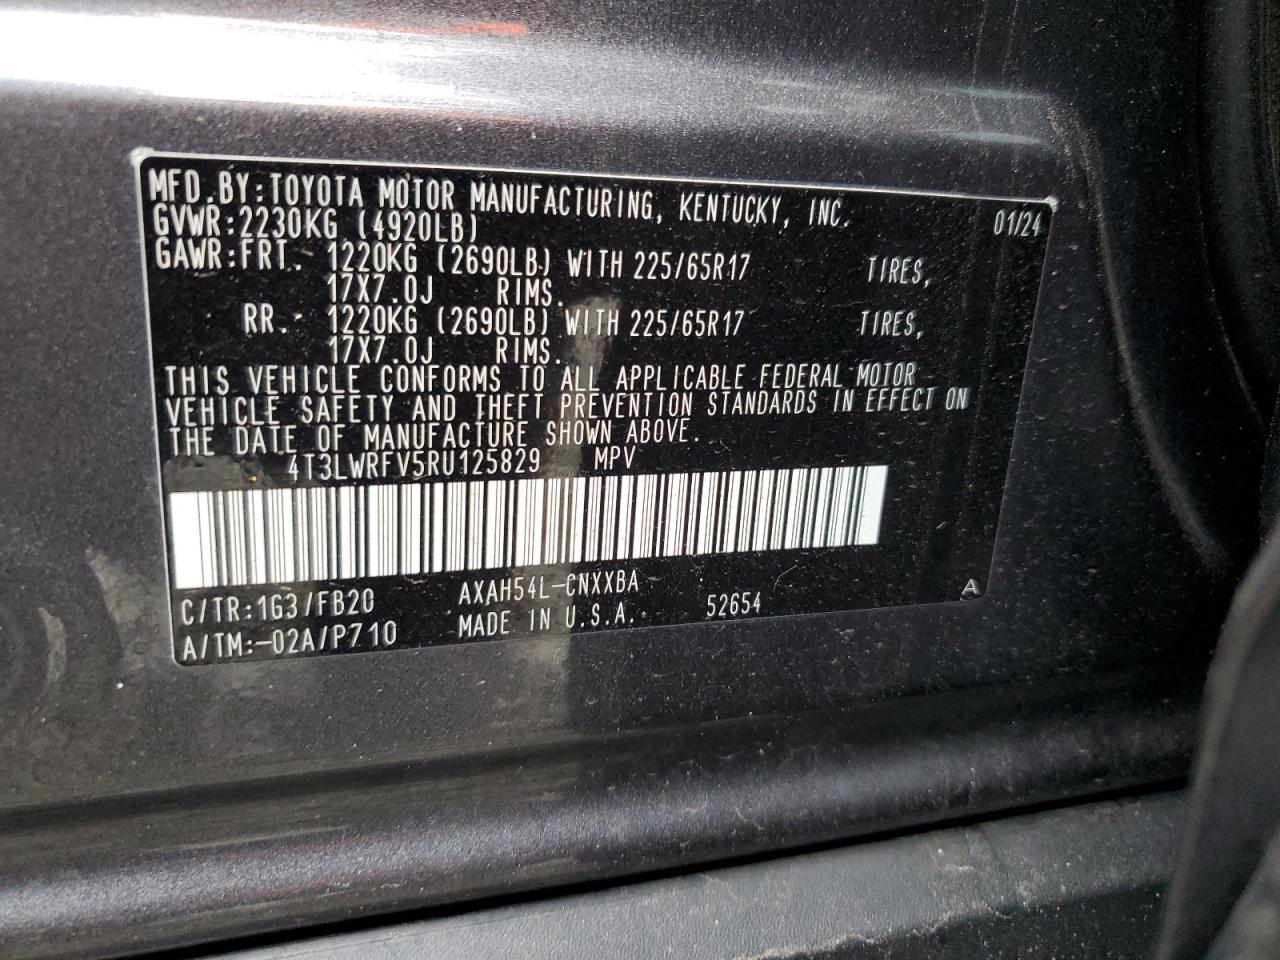 MFD.BY:TOYOTA MOTOR MANUFACTURING, KENTUCKY, INC. 01/24
GVWR:2230KG (4920LB)
GAWR:FRT. 1220KG (2690LB) WITH 225/65R17 TIRES,
17X7.0J RIMS.
RR. 1220KG (2690LB) WITH 225/65R17 TIRES,
17X7.0J RIMS.
THIS VEHICLE CONFORMS TO ALL APPLICABLE FEDERAL MOTOR
VEHICLE SAFETY AND THEFT PREVENTION STANDARDS IN EFFECT ON
THE DATE OF MANUFACTURE SHOWN ABOVE.
4T3LWRFV5RU125829 MPV
C/TR:1G3/FB20 AXAH54L-CNXXBA A
A/TM:-02A/P710 MADE IN U.S.A. 52654